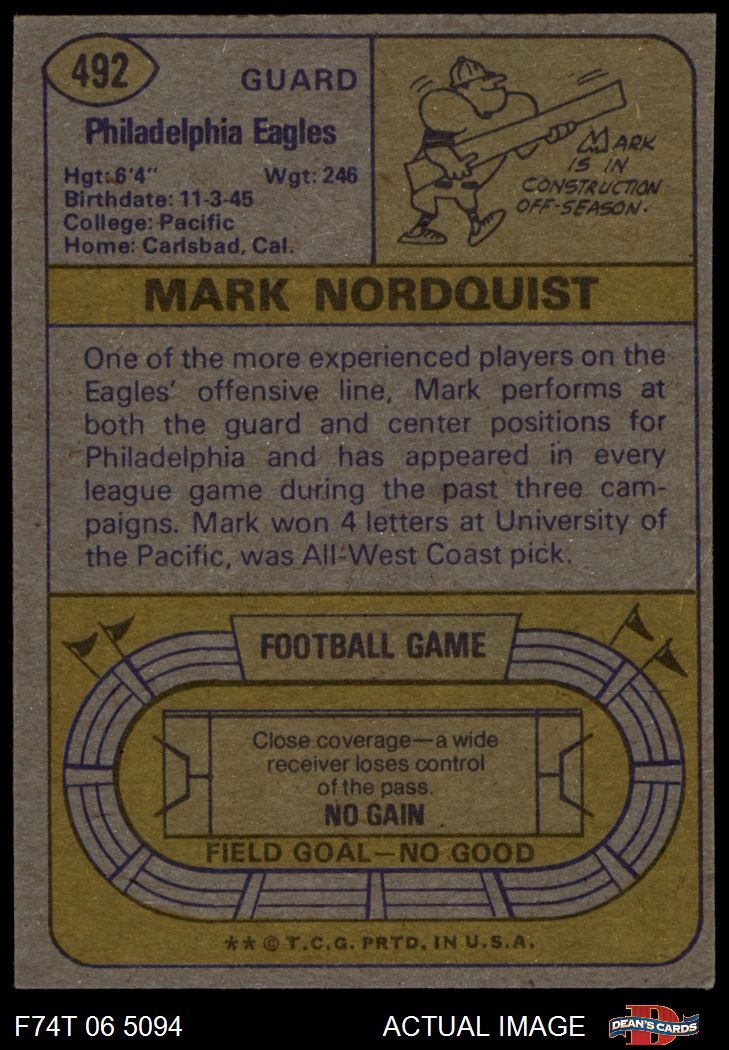 492
GUARD
Philadelphia Eagles
Hgt: 6'4" Wgt: 246
Birthdate: 11-3-45
College: Pacific
Home: Carlsbad, Cal.
MARK
IS IN
CONSTRUCTION
OFF-SEASON.
MARK NORDQUIST
One of the more experienced players on the
Eagles' offensive line, Mark performs at
both the guard and center positions for
Philadelphia and has appeared in every
league game during the past three cam-
paigns. Mark won 4 letters at University of
the Pacific, was All-West Coast pick.
FOOTBALL GAME
Close coverage—a wide
receiver loses control
of the pass.
NO GAIN
FIELD GOAL—NO GOOD
** © T.C.G. PRTD. IN U.S.A.
F74T 06 5094 ACTUAL IMAGE
D
DEAN'S CARDS